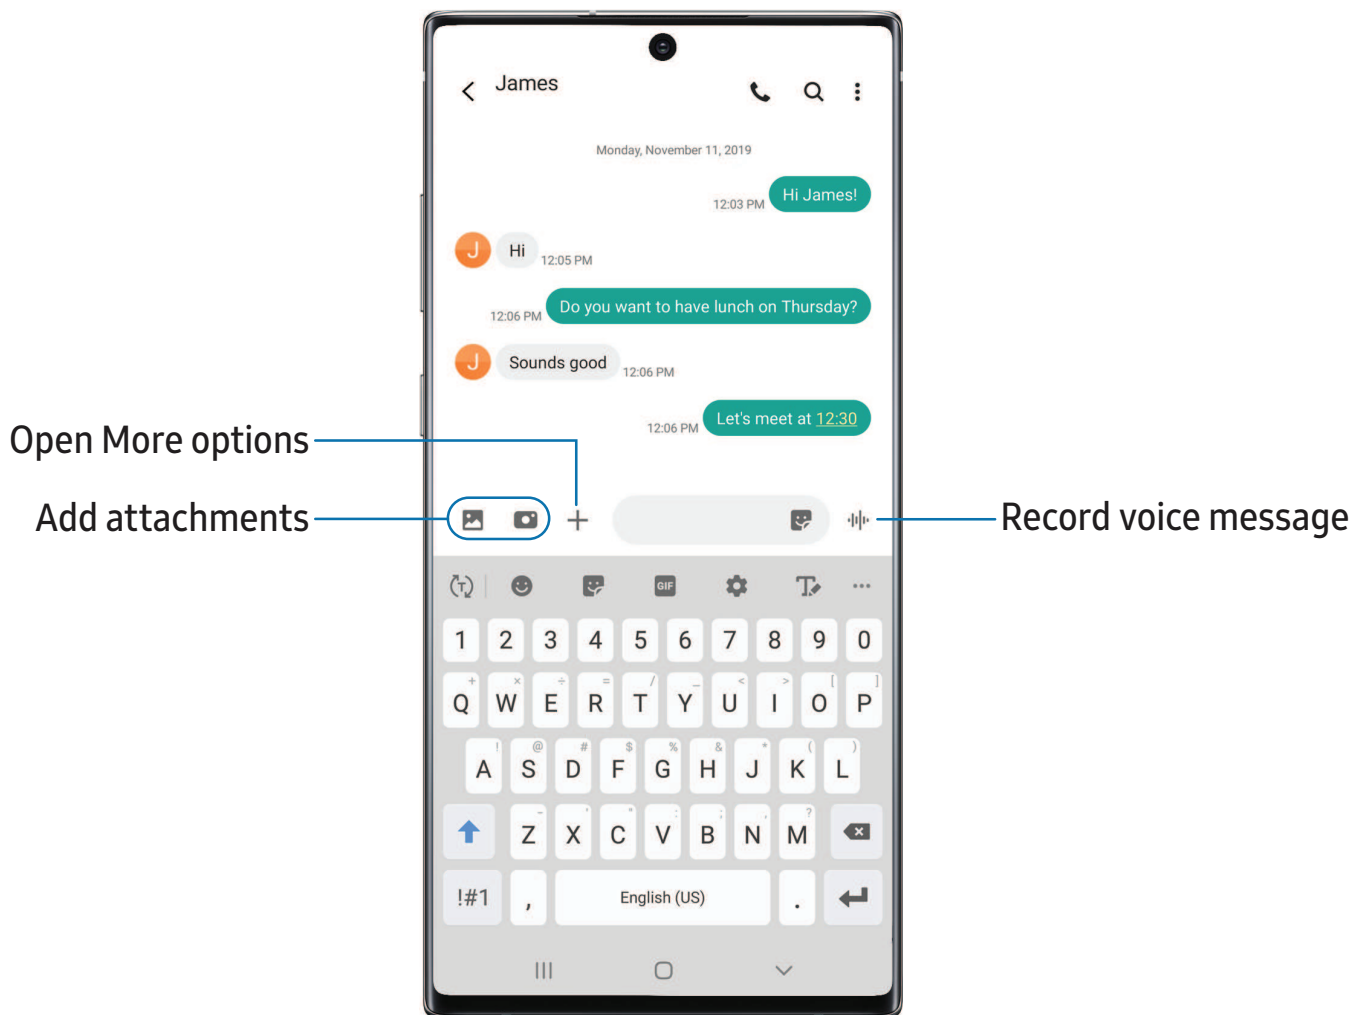 James
Monday, November 11, 2019
12:03 PM Hi James!
J Hi 12:05 PM
12:06 PM Do you want to have lunch on Thursday?
J Sounds good 12:06 PM
12:06 PM Let's meet at 12:30
Open More options
Add attachments
Record voice message
T GIF T
1 2 3 4 5 6 7 8 9 0
+ × ÷ = / _ < > [ ]
Q W E R T Y U I O P
! @ # $ % & * ( )
A S D F G H J K L
- ' " : ; , ?
Z X C V B N M
!#1 , English (US) .